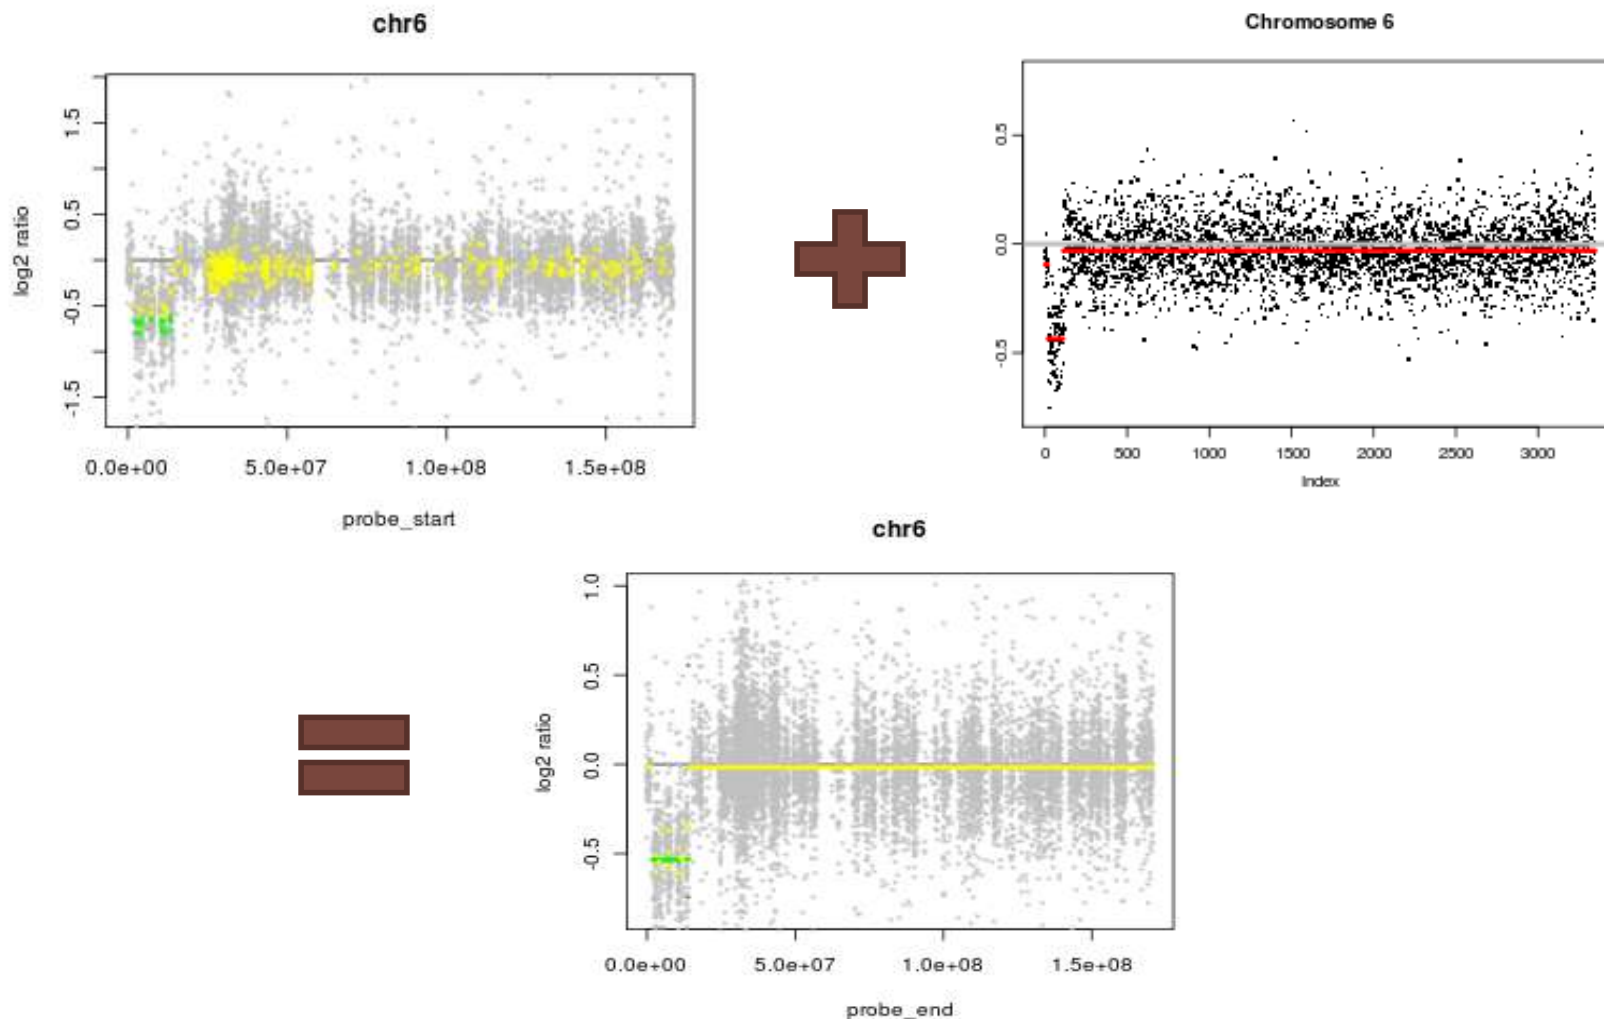 chr6
Chromosome 6
log2 ratio
1.5
0.5
-0.5
-1.5
0.0e+00 5.0e+07 1.0e+08 1.5e+08
probe_start
0.5
0.0
-0.5
0 500 1000 1500 2000 2500 3000
Index
chr6
log2 ratio
1.0
0.5
0.0
-0.5
0.0e+00 5.0e+07 1.0e+08 1.5e+08
probe_end